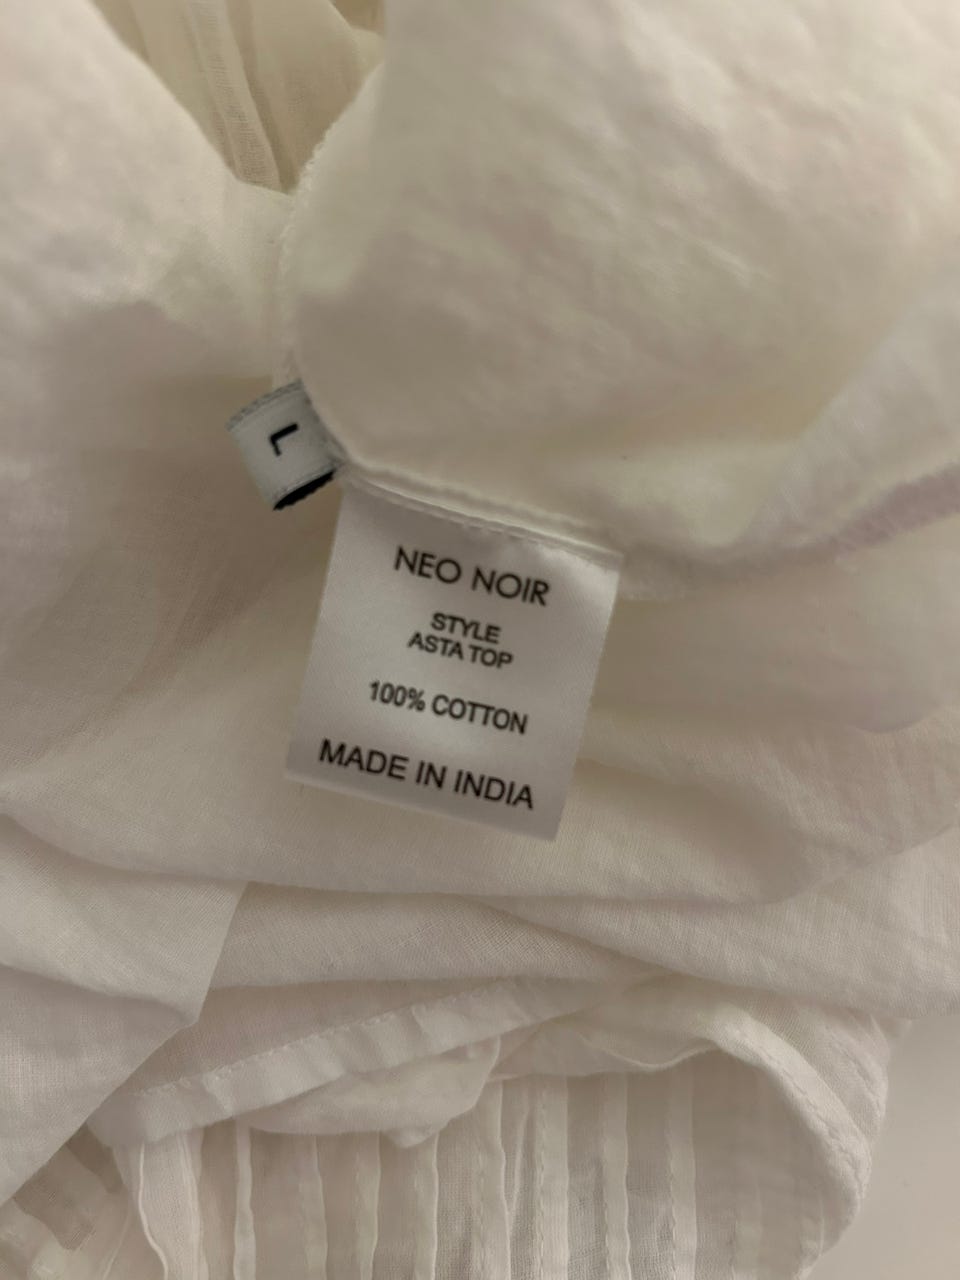 L
NEO NOIR
STYLE
ASTA TOP
100% COTTON
MADE IN INDIA